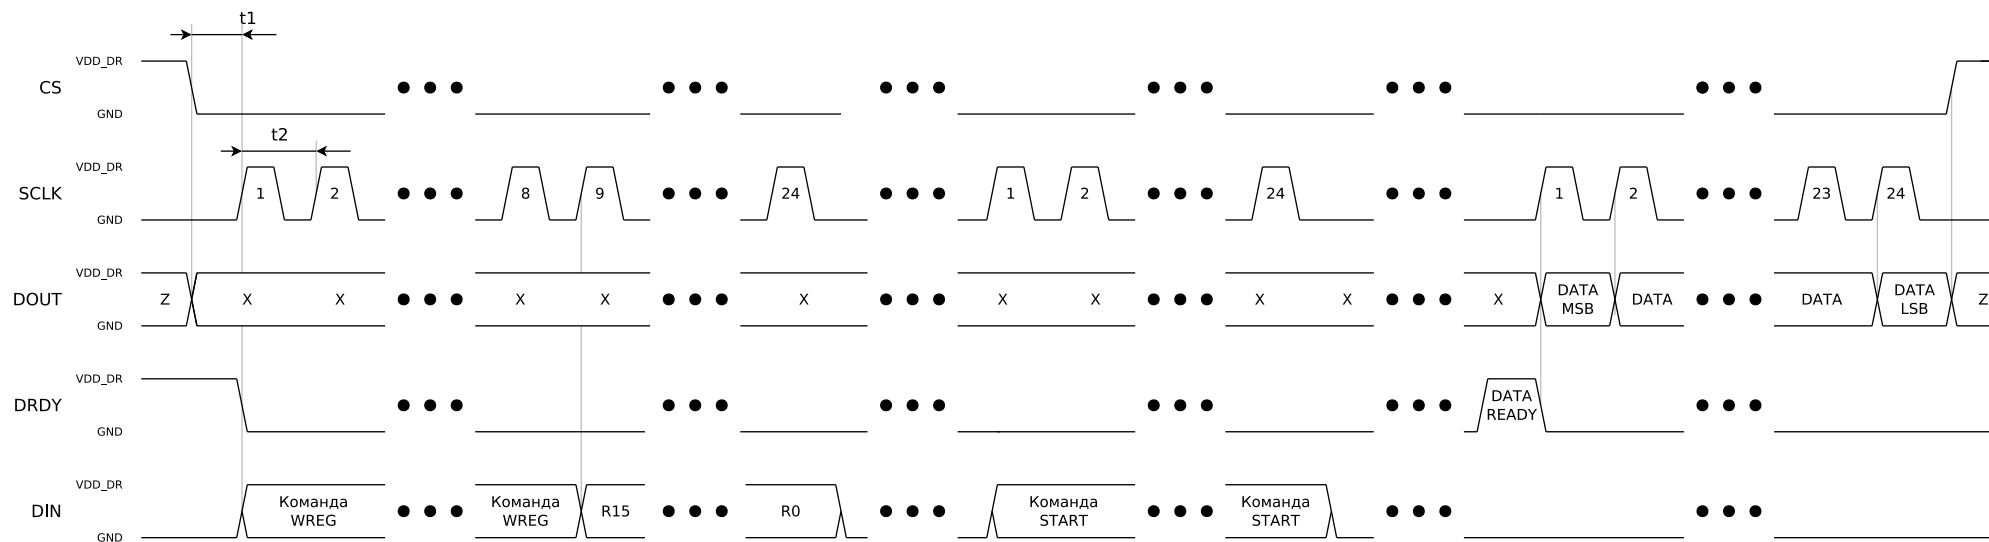 t1
VDD_DR
CS
GND
t2
VDD_DR
SCLK 1 2 8 9 24 1 2 24 1 2 23 24
GND
VDD_DR
DOUT Z X X X X X X X X X X DATA MSB DATA DATA DATA LSB Z
GND
VDD_DR
DRDY DATA READY
GND
VDD_DR
DIN Команда WREG Команда WREG R15 R0 Команда START Команда START
GND